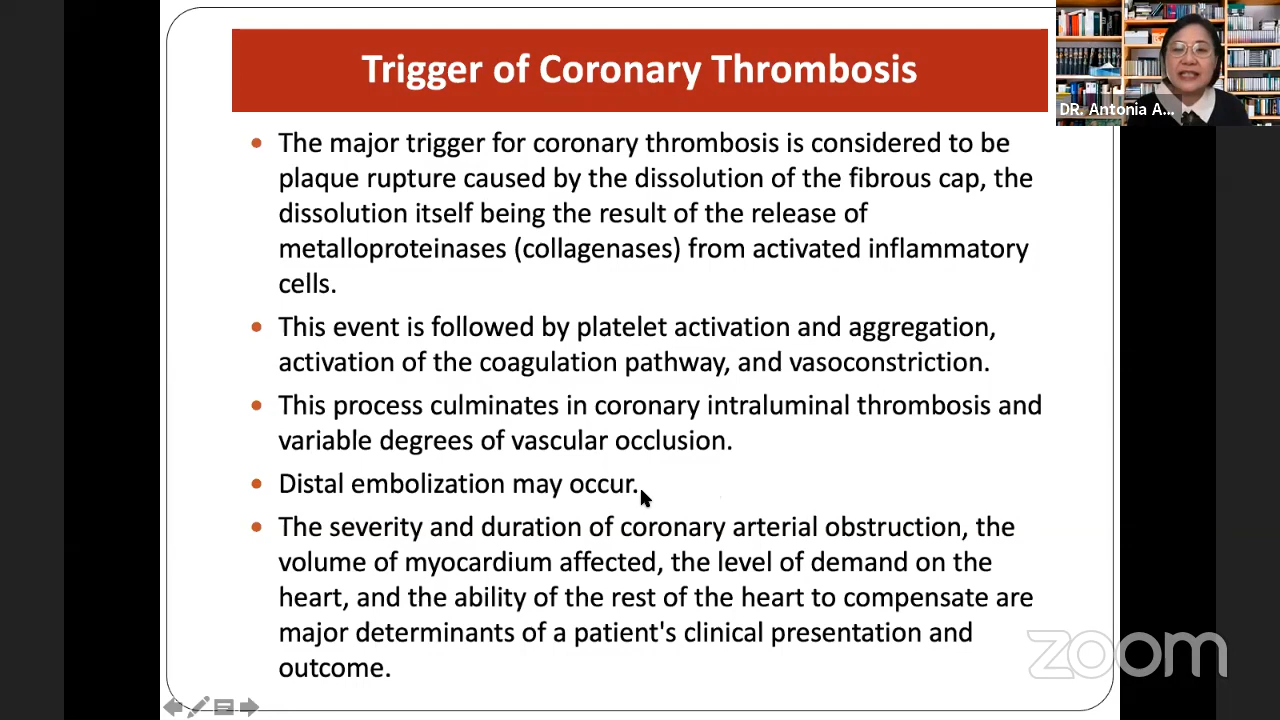 Trigger of Coronary Thrombosis
DR. Antonia A...
• The major trigger for coronary thrombosis is considered to be
plaque rupture caused by the dissolution of the fibrous cap, the
dissolution itself being the result of the release of
metalloproteinases (collagenases) from activated inflammatory
cells.
• This event is followed by platelet activation and aggregation,
activation of the coagulation pathway, and vasoconstriction.
• This process culminates in coronary intraluminal thrombosis and
variable degrees of vascular occlusion.
• Distal embolization may occur.
• The severity and duration of coronary arterial obstruction, the
volume of myocardium affected, the level of demand on the
heart, and the ability of the rest of the heart to compensate are
major determinants of a patient's clinical presentation and
outcome.
zoom